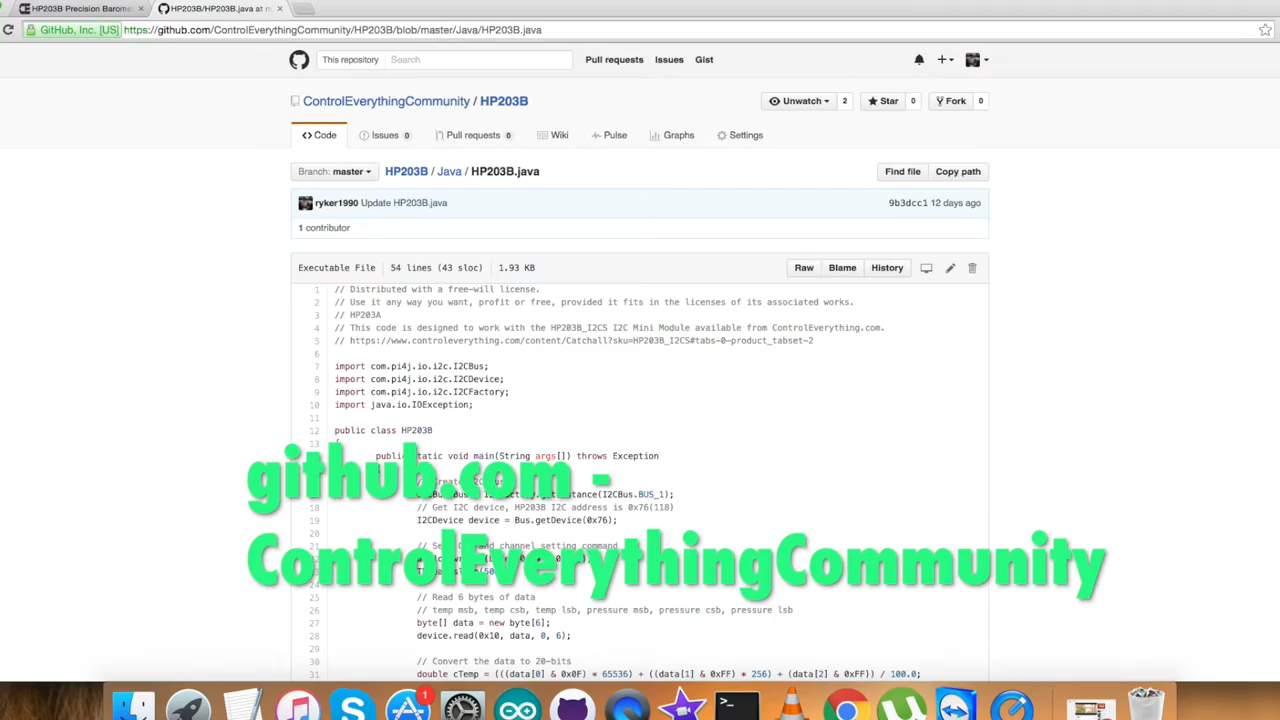 HP203B Precision Barome
HP203B/HP203B.java at m
GitHub, Inc. [US] https://github.com/ControlEverythingCommunity/HP203B/blob/master/Java/HP203B.java
This repository Search Pull requests Issues Gist
ControlEverythingCommunity / HP203B Unwatch 2 Star 0 Fork 0
Code Issues 0 Pull requests 0 Wiki Pulse Graphs Settings
Branch: master HP203B / Java / HP203B.java Find file Copy path
ryker1990 Update HP203B.java 9b3dcc1 12 days ago
1 contributor
Executable File 54 lines (43 sloc) 1.93 KB Raw Blame History
1 // Distributed with a free-will license.
2 // Use it any way you want, profit or free, provided it fits in the licenses of its associated works.
3 // HP203A
4 // This code is designed to work with the HP203B_I2CS I2C Mini Module available from ControlEverything.com.
5 // https://www.controleverything.com/content/Catchall?sku=HP203B_I2CS#tabs-0-product_tabset-2
6
7 import com.pi4j.io.i2c.I2CBus;
8 import com.pi4j.io.i2c.I2CDevice;
9 import com.pi4j.io.i2c.I2CFactory;
10 import java.io.IOException;
11
12 public class HP203B
13 {
public static void main(String args[]) throws Exception
github.com -
(I2CBus.BUS_1);
18 // Get I2C device, HP203B I2C address is 0x76(118)
19 I2CDevice device = Bus.getDevice(0x76);
20
21 channel setting command
ControlEverythingCommunity
25 // Read 6 bytes of data
26 // temp msb, temp csb, temp lsb, pressure msb, pressure csb, pressure lsb
27 byte[] data = new byte[6];
28 device.read(0x10, data, 0, 6);
29
30 // Convert the data to 20-bits
31 double cTemp = (((data[0] & 0x0F) * 65536) + ((data[1] & 0xFF) * 256) + (data[2] & 0xFF)) / 100.0;
1